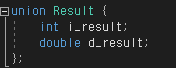 union Result {
    int i_result;
    double d_result;
};